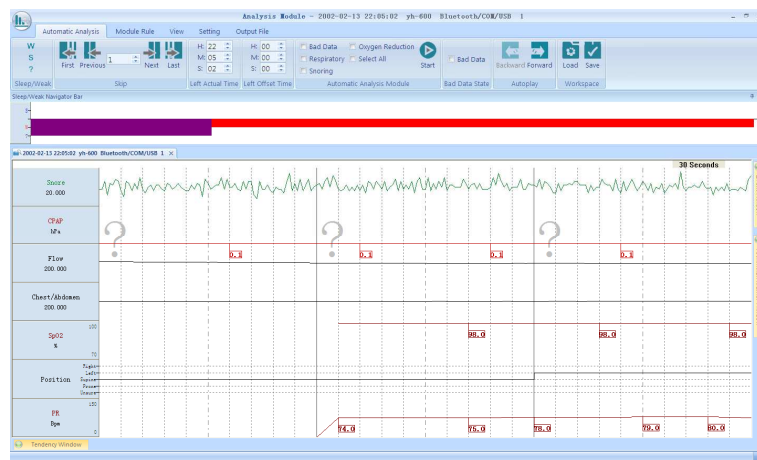 Analysis Module - 2002-02-13 22:05:02 yh-600 Bluetooth/COM/USB 1
Automatic Analysis Module Rule View Setting Output File
W
S
?
First Previous 1 Next Last
H: 22
M: 05
S: 02
H: 00
M: 00
S: 00
Bad Data Oxygen Reduction
Respiratory Select All
Snoring
Start
Bad Data
Backward Forward
Load Save
Sleep/Weak Skip Left Actual Time Left Offset Time Automatic Analysis Module Bad Data State Autoplay Workspace
Sleep/Weak Navigator Bar
S
?
2002-02-13 22:05:02 yh-600 Bluetooth/COM/USB 1 X
30 Seconds
Snore
20.000
CPAP
hPa
? ? ?
Flow
200.000
0.1 0.1 0.1 0.1
Chest/Abdomen
200.000
SpO2
%
100
70
98.0 98.0 98.0
Position
Right
Left
Supine
Prone
Unsure
PR
Bpm
150
0
74.0 75.0 78.0 79.0 80.0
Tendency Window